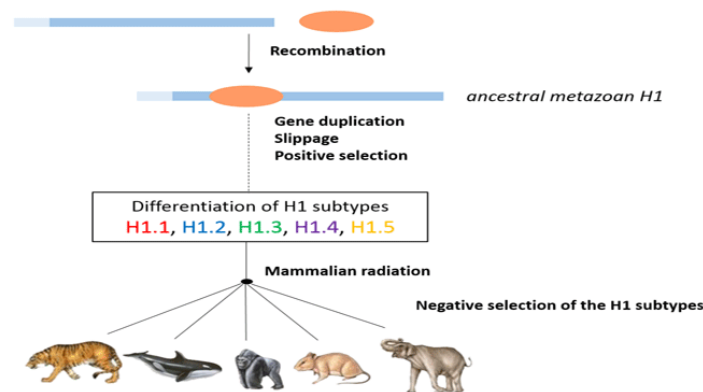 Recombination
ancestral metazoan H1
Gene duplication
Slippage
Positive selection
Differentiation of H1 subtypes
H1.1, H1.2, H1.3, H1.4, H1.5
Mammalian radiation
Negative selection of the H1 subtypes